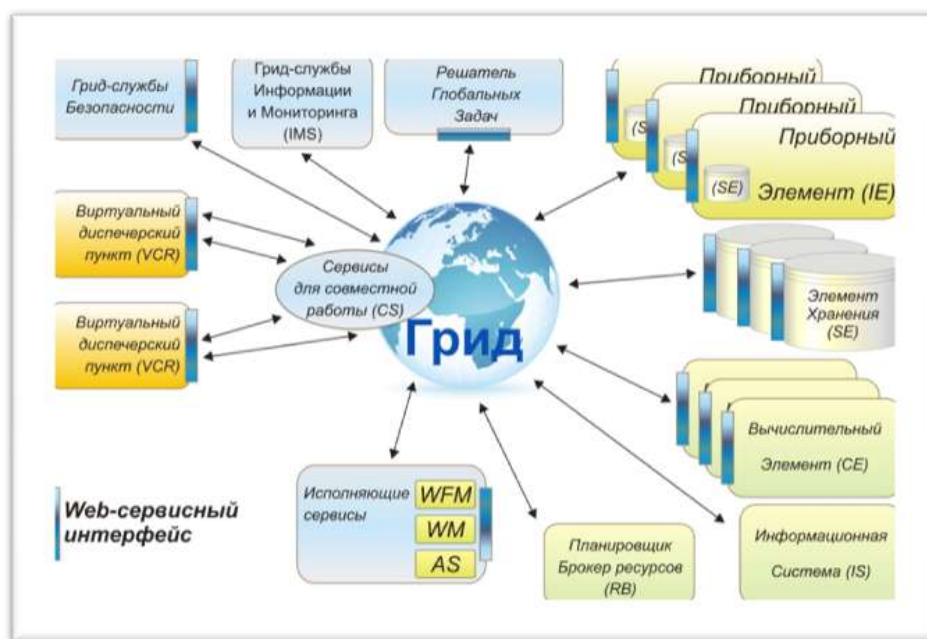 Грид-службы
Безопасности
Грид-службы
Информации
и Мониторинга
(IMS)
Решатель
Глобальных
Задач
Приборный
Приборный
Приборный
(SE)
Элемент (IE)
Виртуальный
диспечерский
пункт (VCR)
Сервисы
для совместной
работы (CS)
Грид
Элемент
Хранения
(SE)
Виртуальный
диспечерский
пункт (VCR)
Вычислительный
Элемент (CE)
Web-сервисный
интерфейс
Исполняющие
сервисы
WFM
WM
AS
Планировщик
Брокер ресурсов
(RB)
Информационная
Система (IS)